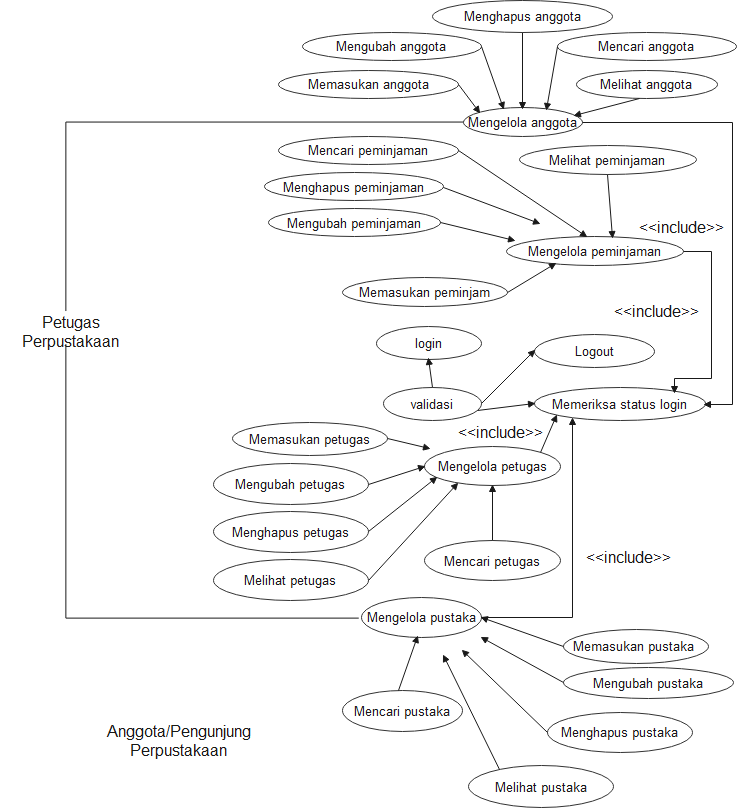 Menghapus anggota
Mengubah anggota
Mencari anggota
Memasukan anggota
Melihat anggota
Mengelola anggota
Mencari peminjaman
Melihat peminjaman
Menghapus peminjaman
Mengubah peminjaman
<<include>>
Mengelola peminjaman
Memasukan peminjam
<<include>>
Petugas
Perpustakaan
login
Logout
validasi
Memeriksa status login
<<include>>
Memasukan petugas
Mengelola petugas
Mengubah petugas
Menghapus petugas
Mencari petugas
<<include>>
Melihat petugas
Mengelola pustaka
Memasukan pustaka
Mengubah pustaka
Mencari pustaka
Menghapus pustaka
Anggota/Pengunjung
Perpustakaan
Melihat pustaka